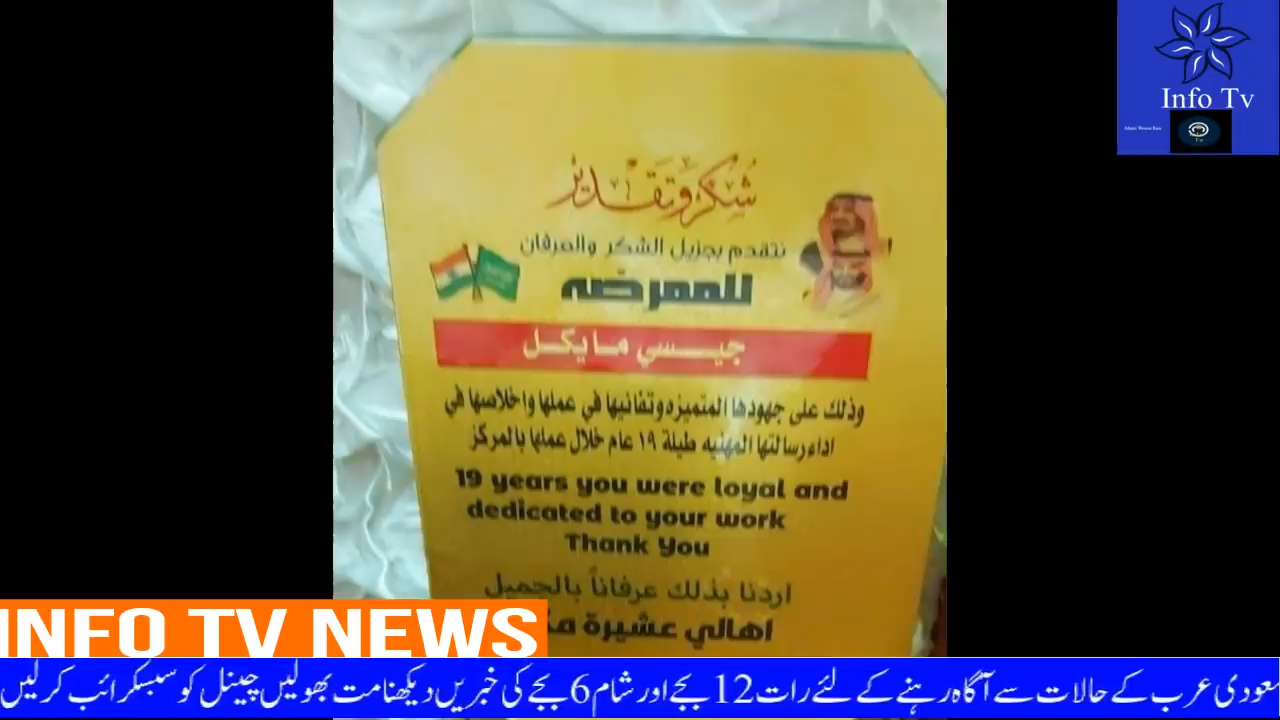 Info Tv
شكر وتقدير
نتقدم بجزيل الشكر والعرفان
للممرضه
جيسي مايكل
وذلك على جهودها المتميزه وتفانيها في عملها واخلاصها في
اداء رسالتها المهنيه طيلة ١٩ عام خلال عملها بالمركز
19 years you were loyal and
dedicated to your work
Thank You
اردنا بذلك عرفاناً بالجميل
اهالي عشيرة
INFO TV NEWS
سعودی عرب کے حالات سے آگاہ رہنے کے لئے رات 12 بجے اور شام 6 بجے کی خبریں دیکھنا مت بھولیں چینل کو سبسکرائب کرلیں